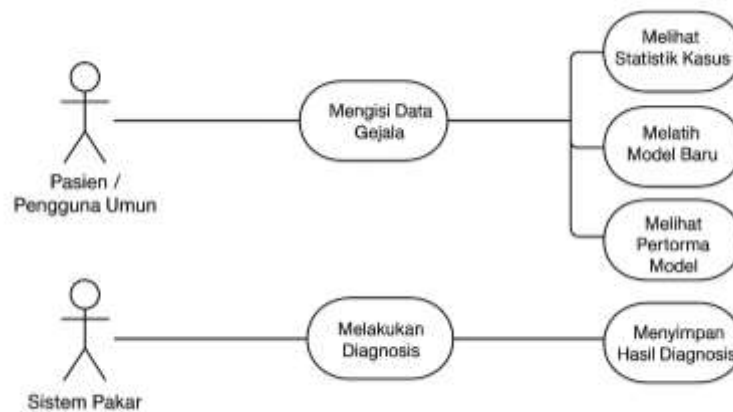 Melihat
Statistik Kasus
Mengisi Data
Gejala
Melatih
Model Baru
Pasien /
Pengguna Umun
Melihat
Pertorma
Model
Melakukan
Diagnosis
Menyimpan
Hasil Diagnosis
Sistem Pakar